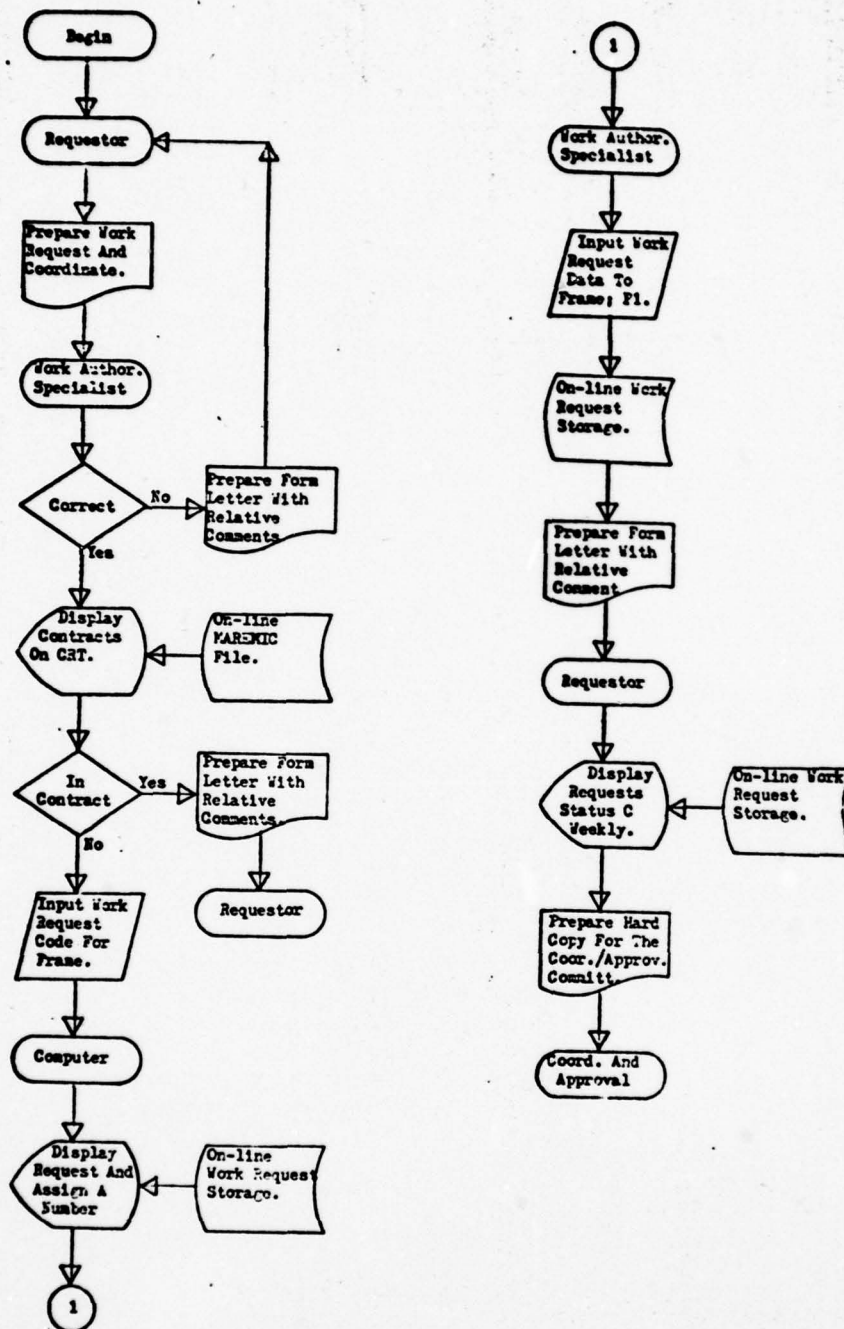 Begin
Requestor
Prepare Work
Request And
Coordinate.
Work Author.
Specialist
Correct
No
Prepare Form
Letter With
Relative
Comments
Yes
Display
Contracts
On CRT.
On-line
File.
In
Contract
Yes
Prepare Form
Letter With
Relative
Comments.
Requestor
No
Input Work
Request
Code For
Frame.
Computer
Display
Request And
Assign A
Number
On-line
Work Request
Storage.
1
1
Work Author.
Specialist
Input Work
Request
Data To
Frame; P1.
On-line Work
Request
Storage.
Prepare Form
Letter With
Relative
Comment
Requestor
Display
Requests
Status C
Weekly.
On-line Work
Request
Storage.
Prepare Hard
Copy For The
Coor./Approv.
Committ.
Coord. And
Approval